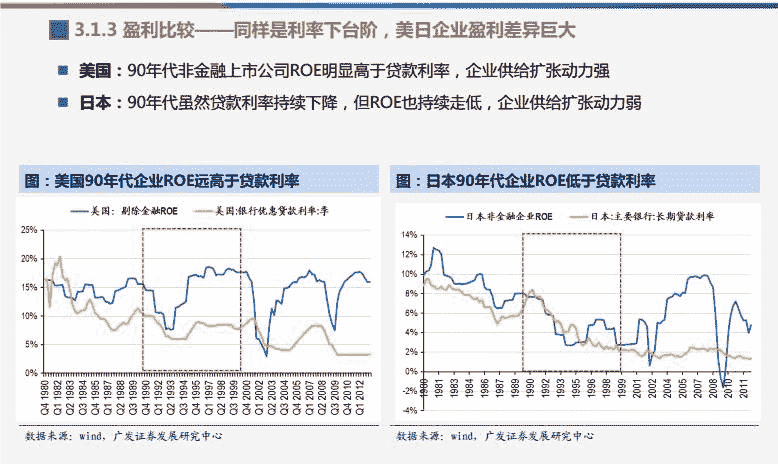 3.1.3 盈利比较——同样是利率下台阶，美日企业盈利差异巨大
美国：90年代非金融上市公司ROE明显高于贷款利率，企业供给扩张动力强
日本：90年代虽然贷款利率持续下降，但ROE也持续走低，企业供给扩张动力弱
图：美国90年代企业ROE远高于贷款利率
美国：剔除金融ROE 美国:银行优惠贷款利率:季
25%
20%
15%
10%
5%
0%
Q4 1980
Q1 1982
Q2 1983
Q3 1984
Q4 1985
Q1 1987
Q2 1988
Q3 1989
Q4 1990
Q1 1992
Q2 1993
Q3 1994
Q4 1995
Q1 1997
Q2 1998
Q3 1999
Q4 2000
Q1 2002
Q2 2003
Q3 2004
Q4 2005
Q1 2007
Q2 2008
Q3 2009
Q4 2010
Q1 2012
数据来源：wind，广发证券发展研究中心
图：日本90年代企业ROE低于贷款利率
日本非金融企业ROE 日本:主要银行:长期贷款利率
14%
12%
10%
8%
6%
4%
2%
0%
-2%
-4%
1980
1981
1983
1984
1986
1987
1989
1990
1992
1993
1995
1996
1998
1999
2001
2002
2004
2005
2007
2008
2010
2011
数据来源：wind，广发证券发展研究中心